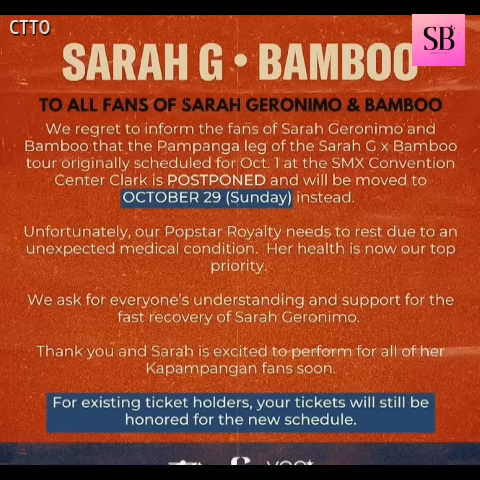 CTTO
SB
SARAH G • BAMBOO
TO ALL FANS OF SARAH GERONIMO & BAMBOO
We regret to inform the fans of Sarah Geronimo and
Bamboo that the Pampanga leg of the Sarah G x Bamboo
tour originally scheduled for Oct. 1 at the SMX Convention
Center Clark is POSTPONED and will be moved to
OCTOBER 29 (Sunday) instead.
Unfortunately, our Popstar Royalty needs to rest due to an
unexpected medical condition. Her health is now our top
priority.
We ask for everyone's understanding and support for the
fast recovery of Sarah Geronimo.
Thank you and Sarah is excited to perform for all of her
Kapampangan fans soon.
For existing ticket holders, your tickets will still be
honored for the new schedule.